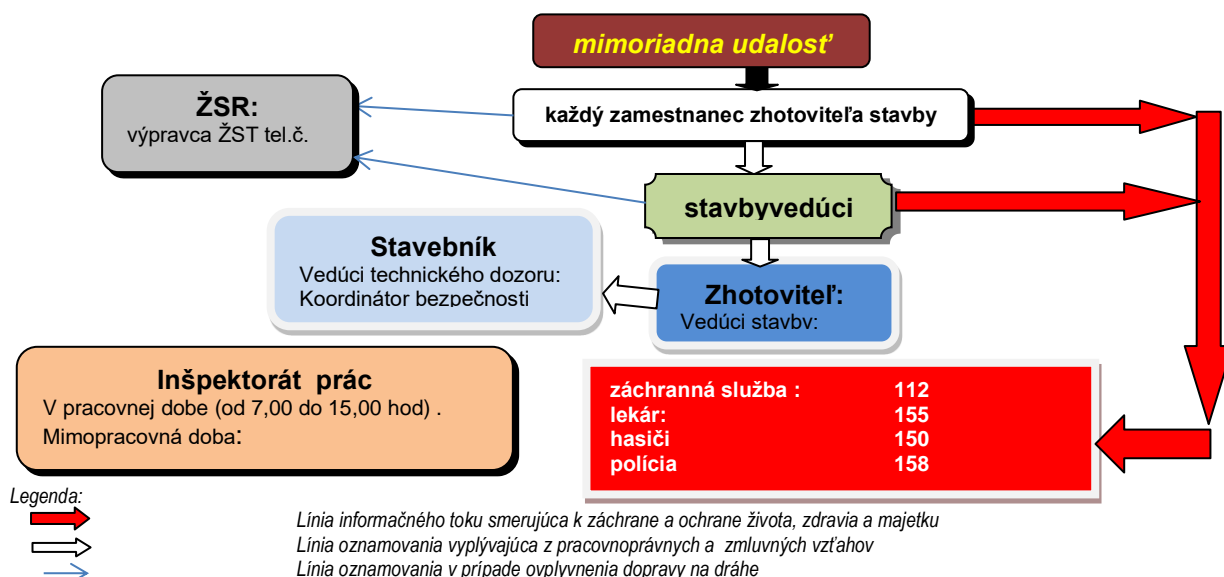 mimoriadna udalosť
ŽSR:
výpravca ŽST tel.č.
každý zamestnanec zhotoviteľa stavby
stavbyvedúci
Stavebník
Vedúci technického dozoru:
Koordinátor bezpečnosti
Zhotoviteľ:
Vedúci stavby:
Inšpektorát prác
V pracovnej dobe (od 7,00 do 15,00 hod) .
Mimopracovná doba:
záchranná služba : 112
lekár: 155
hasiči 150
polícia 158
Legenda:
Línia informačného toku smerujúca k záchrane a ochrane života, zdravia a majetku
Línia oznamovania vyplývajúca z pracovnoprávnych a zmluvných vzťahov
Línia oznamovania v prípade ovplyvnenia dopravy na dráhe